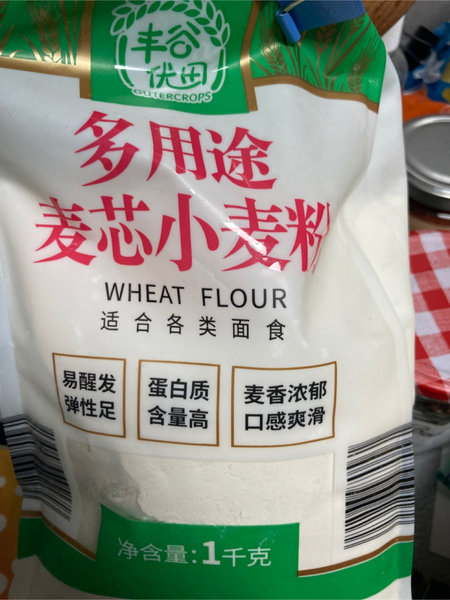 丰谷
优田
OUTERCROPS
多用途
麦芯小麦粉
WHEAT FLOUR
适合各类面食
易醒发
弹性足
蛋白质
含量高
麦香浓郁
口感爽滑
净含量:1千克